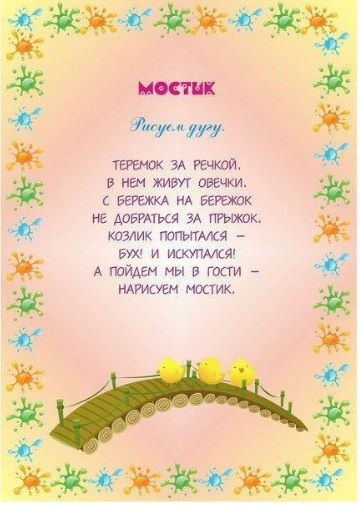 МОСТИК
Рисуем дугу.
ТЕРЕМОК ЗА РЕЧКОЙ.
В НЕМ ЖИВУТ ОВЕЧКИ.
С БЕРЕЖКА НА БЕРЕЖОК
НЕ ДОБРАТЬСЯ ЗА ПРЫЖОК.
КОЗЛИК ПОПЫТАЛСЯ –
БУХ! И ИСКУПАЛСЯ!
А ПОЙДЕМ МЫ В ГОСТИ –
НАРИСУЕМ МОСТИК.